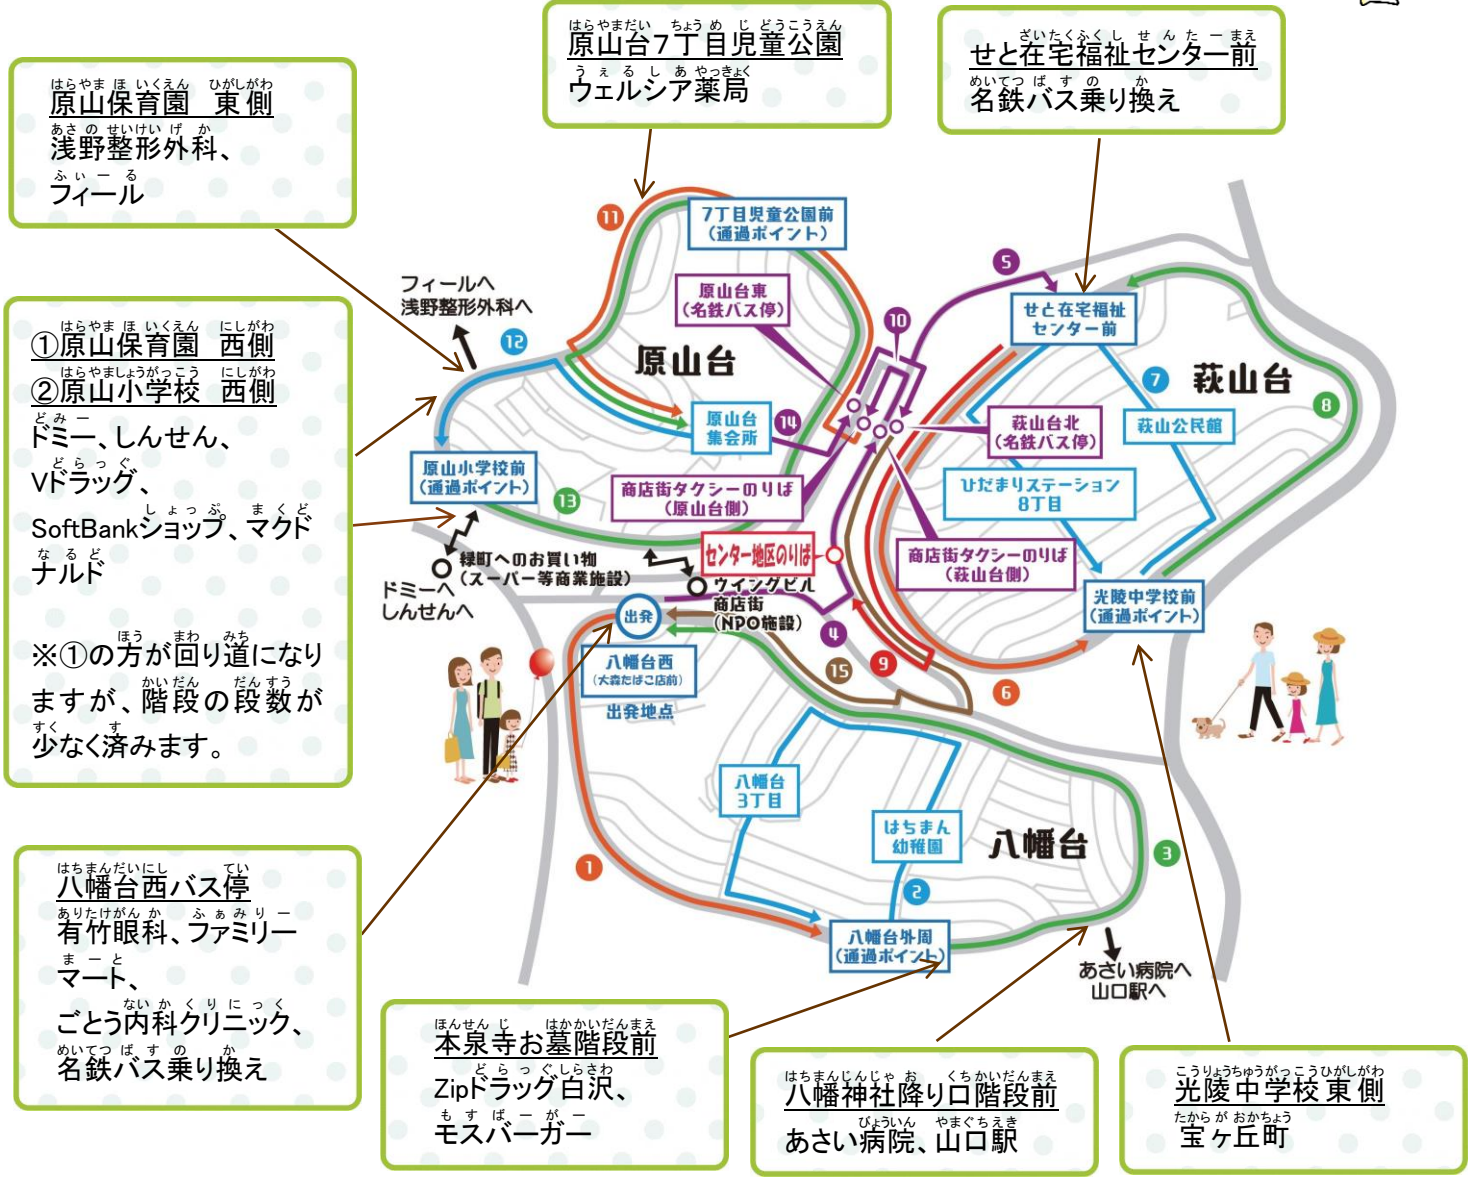 はらやまだい ちょうめ じどうこうえん
原山台7丁目児童公園
うぇるしあやっきょく
ウェルシア薬局
ざいたくふくしせんたーまえ
せと在宅福祉センター前
めいてつばすのか
名鉄バス乗り換え
はらやまほいくえん ひがしがわ
原山保育園 東側
あさのせいけいげか
浅野整形外科、
ふぃーる
フィール
はらやまほいくえん にしがわ
①原山保育園 西側
はらやましょうがっこう にしがわ
②原山小学校 西側
どみー
ドミー、しんせん、
どらっぐ
Vドラッグ、
しょっぷ まくど
SoftBankショップ、マクド
なるど
ナルド
ほう まわ みち
※①の方が回り道になり
かいだん だんすう
ますが、階段の段数が
すく す
少なく済みます。
はちまんだいにし てい
八幡台西バス停
ありたけがんか ふぁみりー
有竹眼科、ファミリー
まーと
マート、
ないかくりにっく
ごとう内科クリニック、
めいてつばすのか
名鉄バス乗り換え
ほんせんじ はかかいだんまえ
本泉寺お墓階段前
どらっぐしらさわ
Zipドラッグ白沢、
もすばーがー
モスバーガー
はちまんじんじゃお くちかいだんまえ
八幡神社降り口階段前
びょういん やまぐちえき
あさい病院、山口駅
こうりょうちゅうがっこうひがしがわ
光陵中学校東側
たからがおかちょう
宝ヶ丘町
11
7丁目児童公園前
(通過ポイント)
5
フィールへ
浅野整形外科へ
原山台東
(名鉄バス停)
せと在宅福祉
センター前
10
12
原山台
7
萩山台
8
原山台
集会所
14
萩山台北
(名鉄バス停)
萩山公民館
原山小学校前
(通過ポイント)
13
商店街タクシーのりば
(原山台側)
ひだまりステーション
8丁目
センター地区のりば
商店街タクシーのりば
(萩山台側)
緑町へのお買い物
(スーパー等商業施設)
ドミーへ
しんせんへ
ウイングビル
商店街
(NPO施設)
光陵中学校前
(通過ポイント)
出発
4
9
15
6
八幡台西
(大森たばこ店前)
出発地点
八幡台
3丁目
はちまん
幼稚園
八幡台
3
1
2
八幡台外周
(通過ポイント)
あさい病院へ
山口駅へ